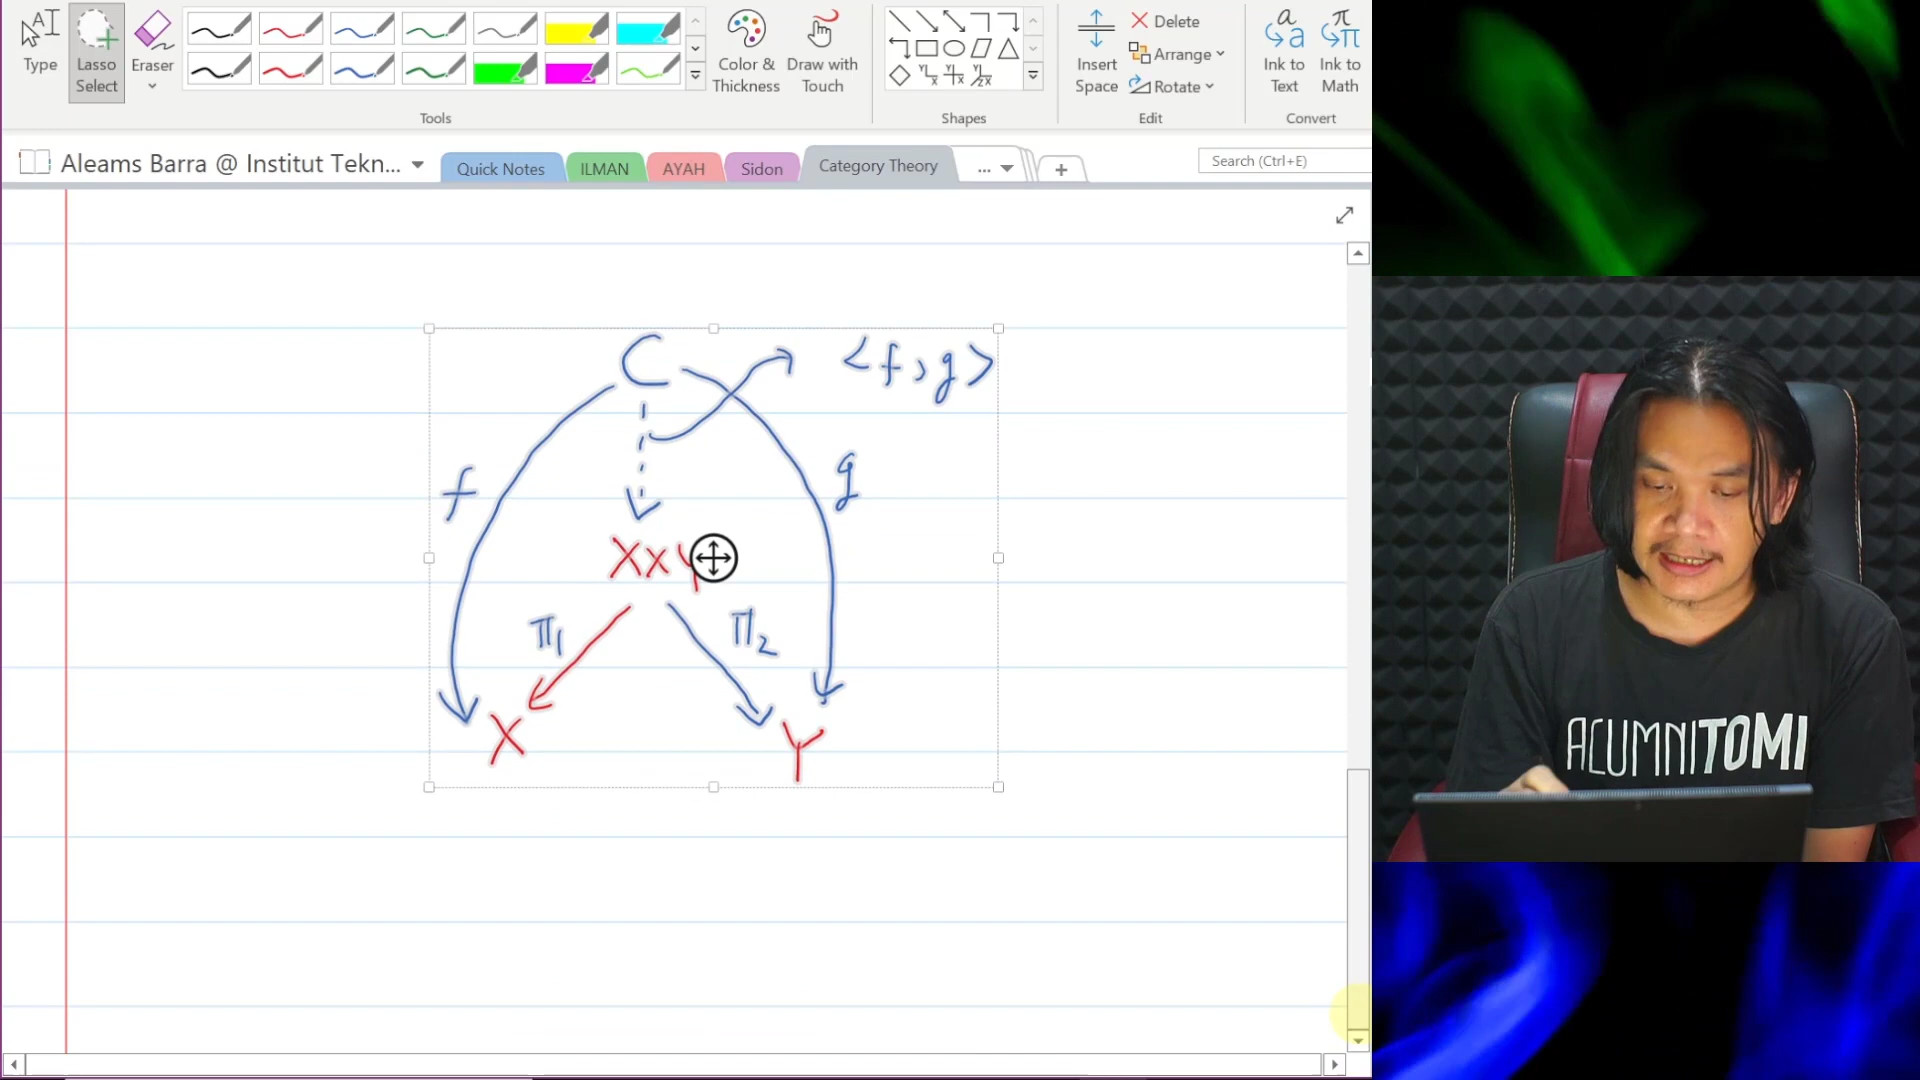 Type
Lasso Select
Eraser
Color & Thickness
Draw with Touch
Insert Space
Delete
Arrange
Rotate
Ink to Text
Ink to Math
Tools
Shapes
Edit
Convert
Aleams Barra @ Institut Tekn...
Quick Notes
ILMAN
AYAH
Sidon
Category Theory
...
+
Search (Ctrl+E)
C
<f,g>
f
g
X×Y
π1
π2
X
Y
ACUMNITOMI